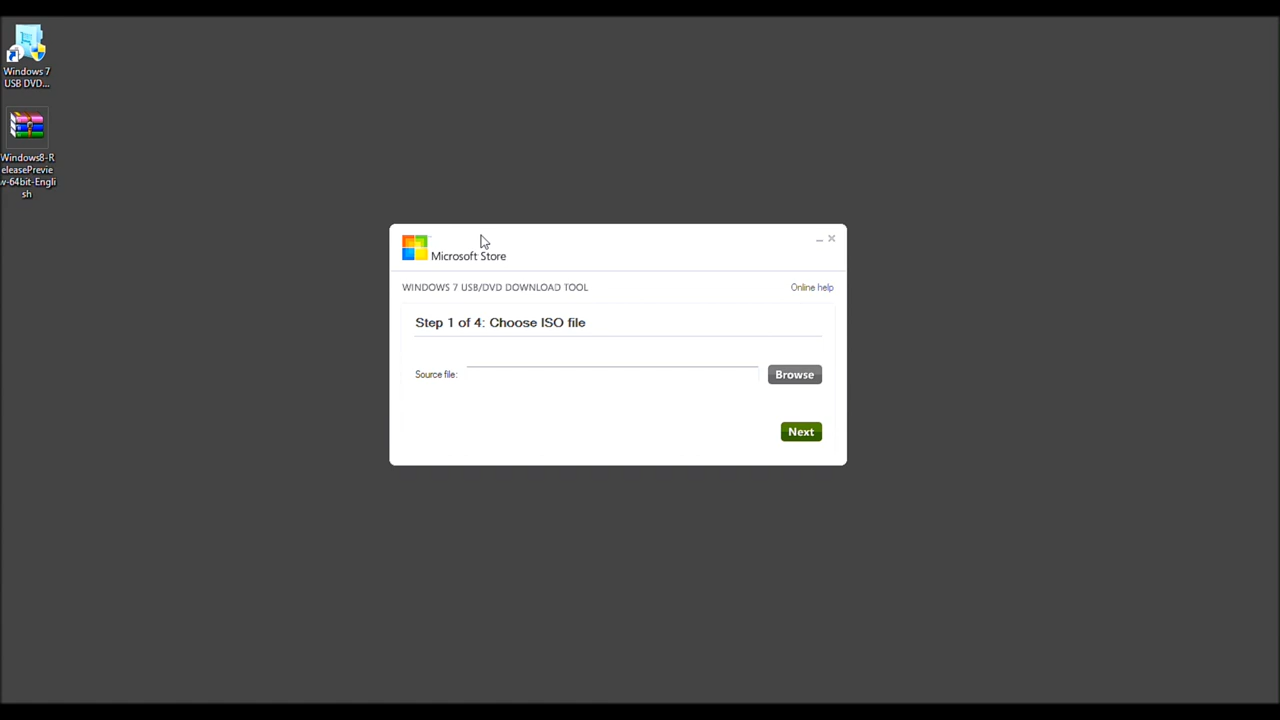 Windows 7
USB DVD...
Windows8-R
eleasePrevie
w-64bit-Engli
sh
Microsoft Store
WINDOWS 7 USB/DVD DOWNLOAD TOOL
Online help
Step 1 of 4: Choose ISO file
Source file:
Browse
Next